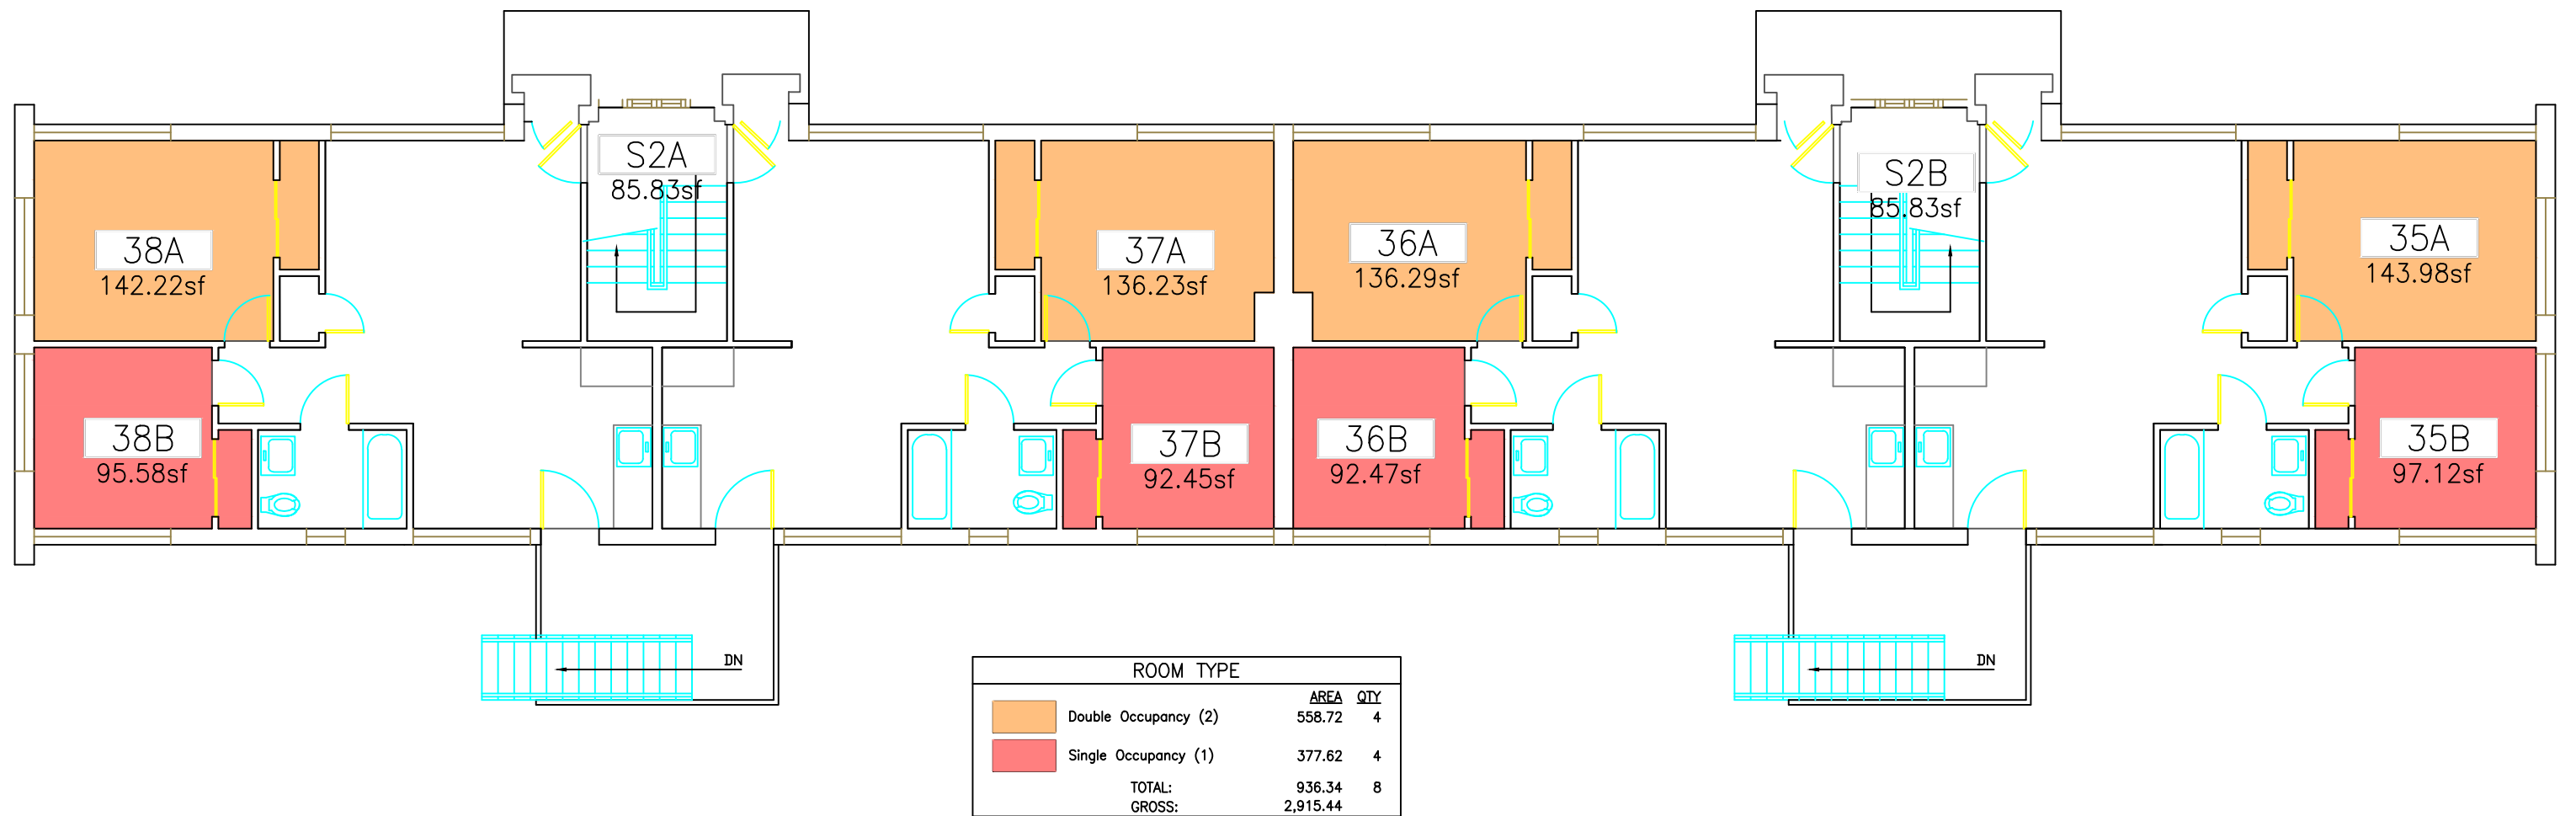 S2A
85.83sf
S2B
85.83sf
38A
142.22sf
37A
136.23sf
36A
136.29sf
35A
143.98sf
38B
95.58sf
37B
92.45sf
36B
92.47sf
35B
97.12sf
DN
DN
ROOM TYPE
AREA QTY
Double Occupancy (2) 558.72 4
Single Occupancy (1) 377.62 4
TOTAL: 936.34 8
GROSS: 2,915.44